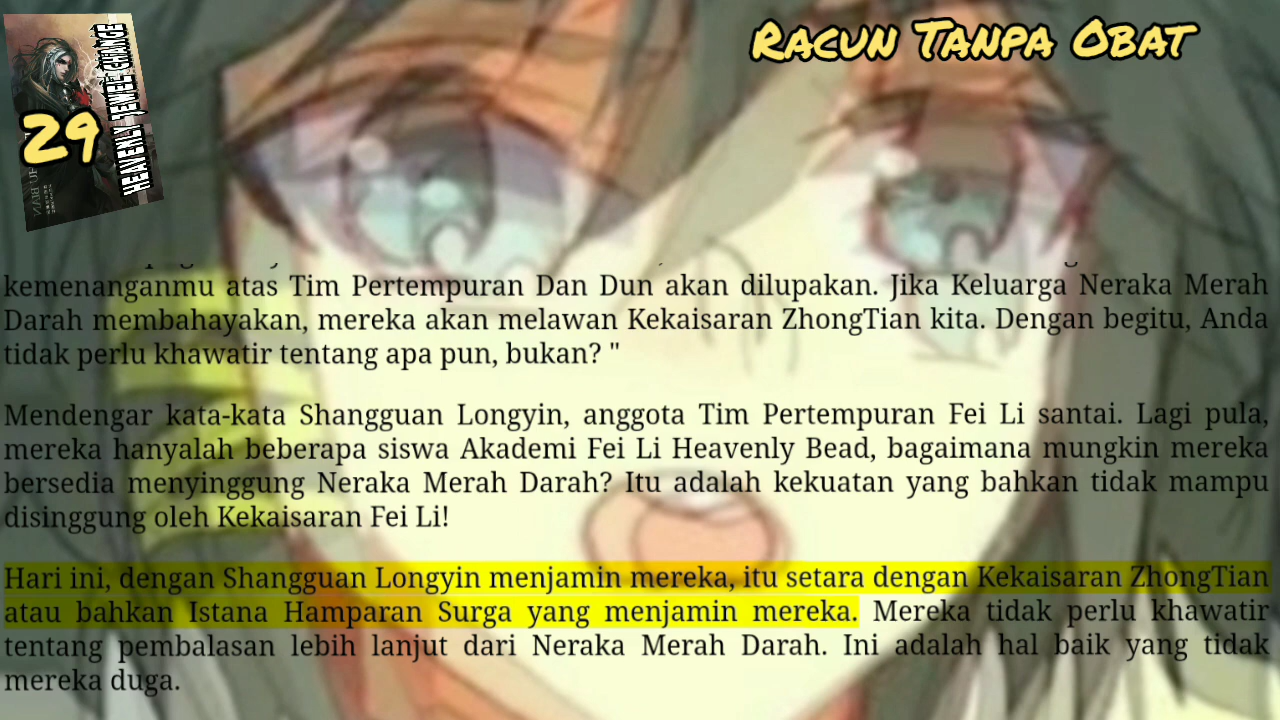 Racun Tanpa Obat
HEAVENLY JEWEL CHANGE
29
kemenanganmu atas Tim Pertempuran Dan Dun akan dilupakan. Jika Keluarga Neraka Merah
Darah membahayakan, mereka akan melawan Kekaisaran ZhongTian kita. Dengan begitu, Anda
tidak perlu khawatir tentang apa pun, bukan? "
Mendengar kata-kata Shangguan Longyin, anggota Tim Pertempuran Fei Li santai. Lagi pula,
mereka hanyalah beberapa siswa Akademi Fei Li Heavenly Bead, bagaimana mungkin mereka
bersedia menyinggung Neraka Merah Darah? Itu adalah kekuatan yang bahkan tidak mampu
disinggung oleh Kekaisaran Fei Li!
Hari ini, dengan Shangguan Longyin menjamin mereka, itu setara dengan Kekaisaran ZhongTian
atau bahkan Istana Hamparan Surga yang menjamin mereka. Mereka tidak perlu khawatir
tentang pembalasan lebih lanjut dari Neraka Merah Darah. Ini adalah hal baik yang tidak
mereka duga.